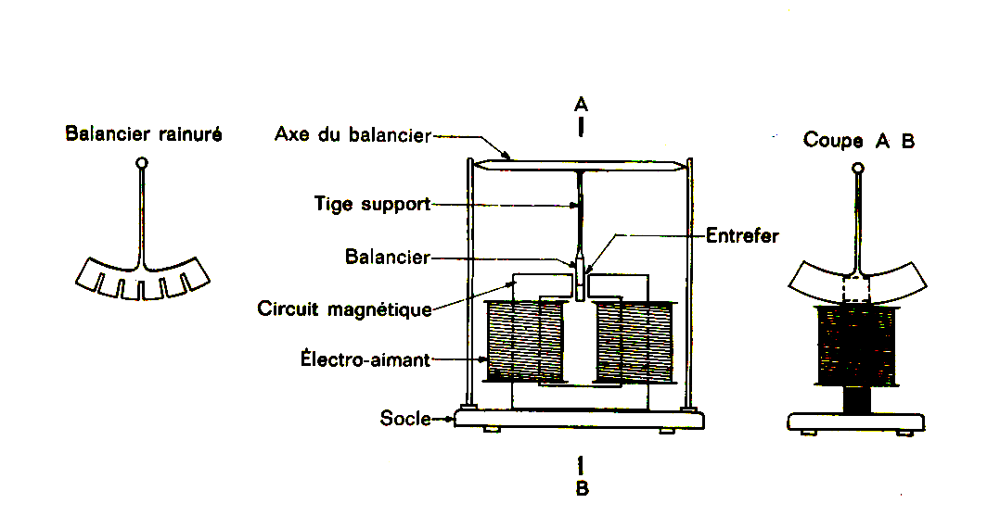 A
Balancier rainuré
Axe du balancier
Coupe A B
Tige support
Entrefer
Balancier
Circuit magnétique
Électro-aimant
Socle
B